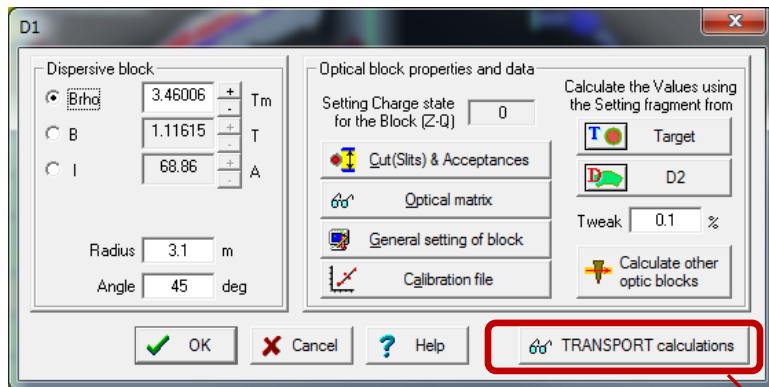 D1
Dispersive block
Brho 3.46006 + - Tm
B 1.11615 + - T
I 68.86 + - A
Radius 3.1 m
Angle 45 deg
Optical block properties and data
Setting Charge state
for the Block (Z-Q) 0
Cut(Slits) & Acceptances
Optical matrix
General setting of block
Calibration file
Calculate the Values using
the Setting fragment from
T Target
D D2
Tweak 0.1 %
Calculate other
optic blocks
OK
Cancel
? Help
TRANSPORT calculations